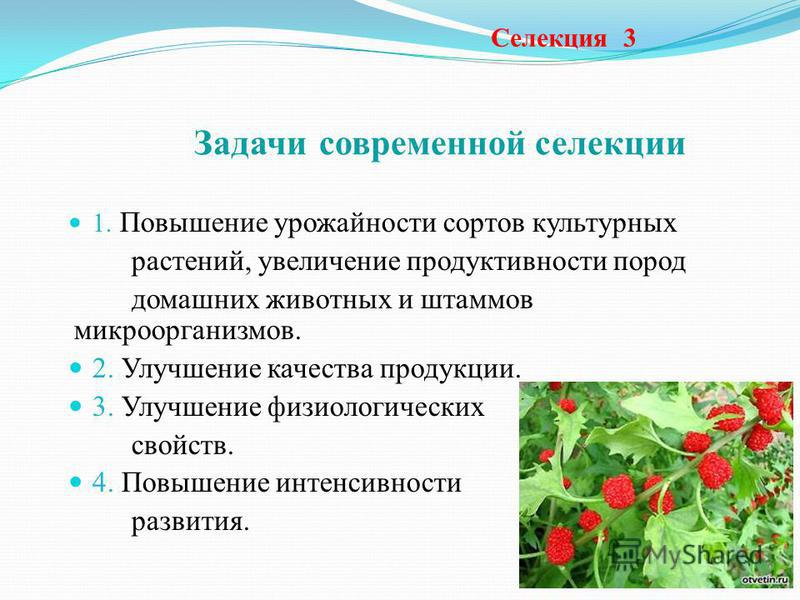 Селекция 3
Задачи современной селекции
1. Повышение урожайности сортов культурных
растений, увеличение продуктивности пород
домашних животных и штаммов
микроорганизмов.
2. Улучшение качества продукции.
3. Улучшение физиологических
свойств.
4. Повышение интенсивности
развития.
MyShared
otvetin.ru